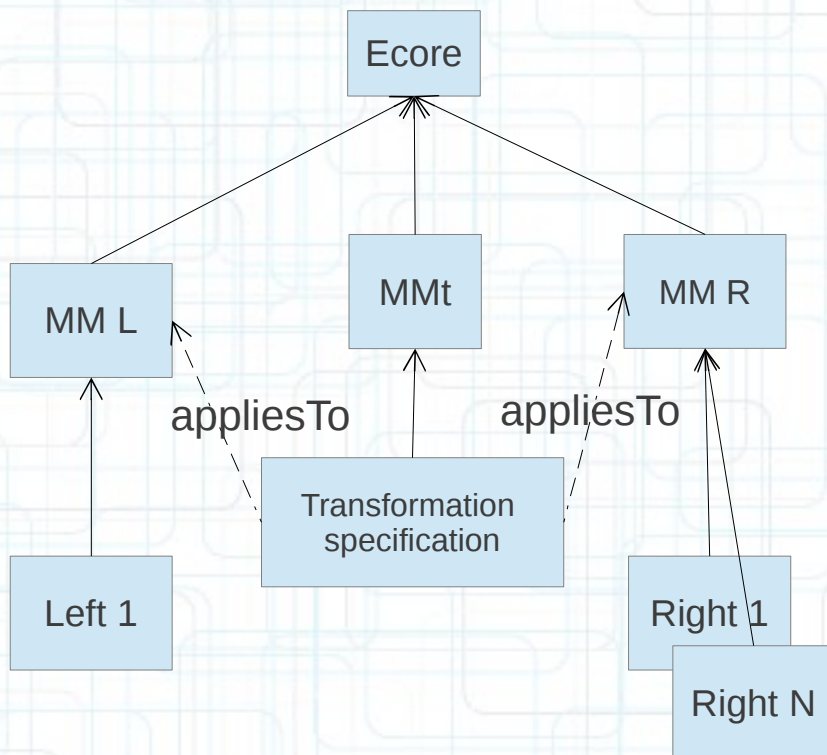 Ecore
MM L
MMt
MM R
appliesTo
appliesTo
Transformation
specification
Left 1
Right 1
Right N